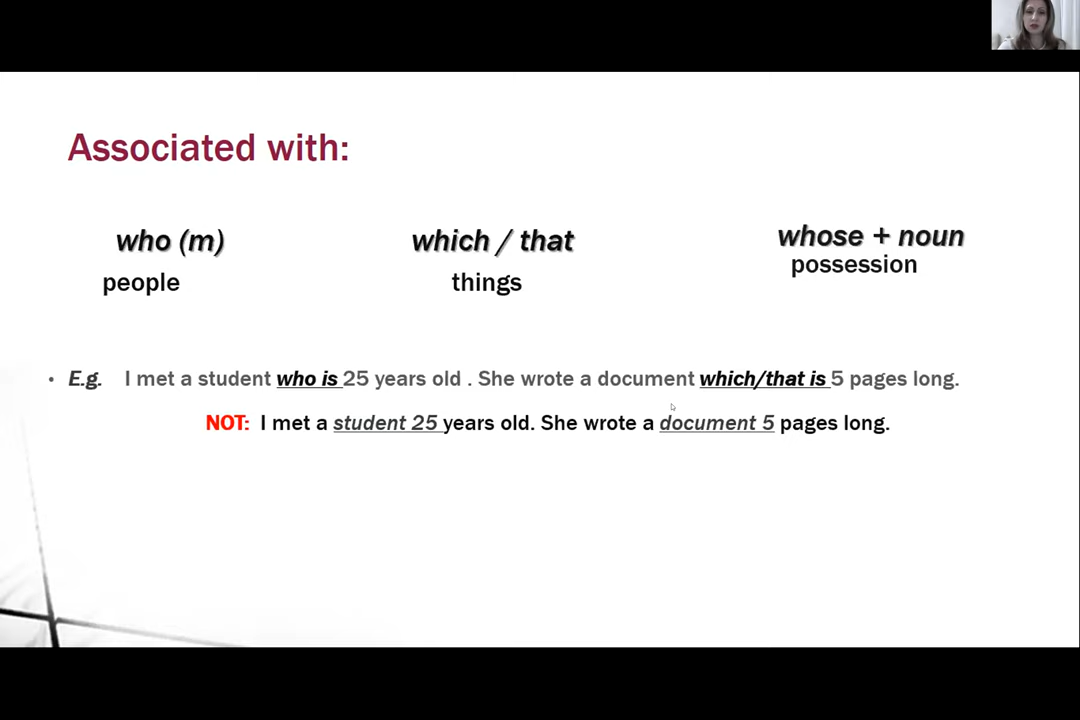 Associated with:
who (m)
people
which / that
things
whose + noun
possession
• E.g. I met a student who is 25 years old . She wrote a document which/that is 5 pages long.
NOT: I met a student 25 years old. She wrote a document 5 pages long.